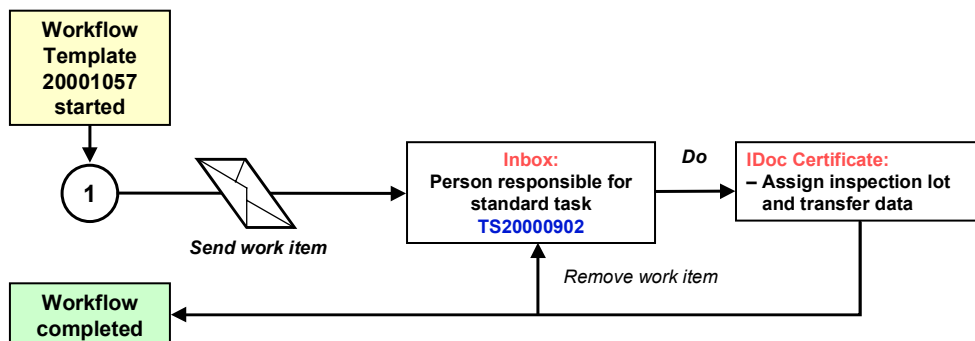 Workflow
Template
20001057
started
1
Send work item
Inbox:
Person responsible for
standard task
TS20000902
Do
IDoc Certificate:
– Assign inspection lot
and transfer data
Remove work item
Workflow
completed